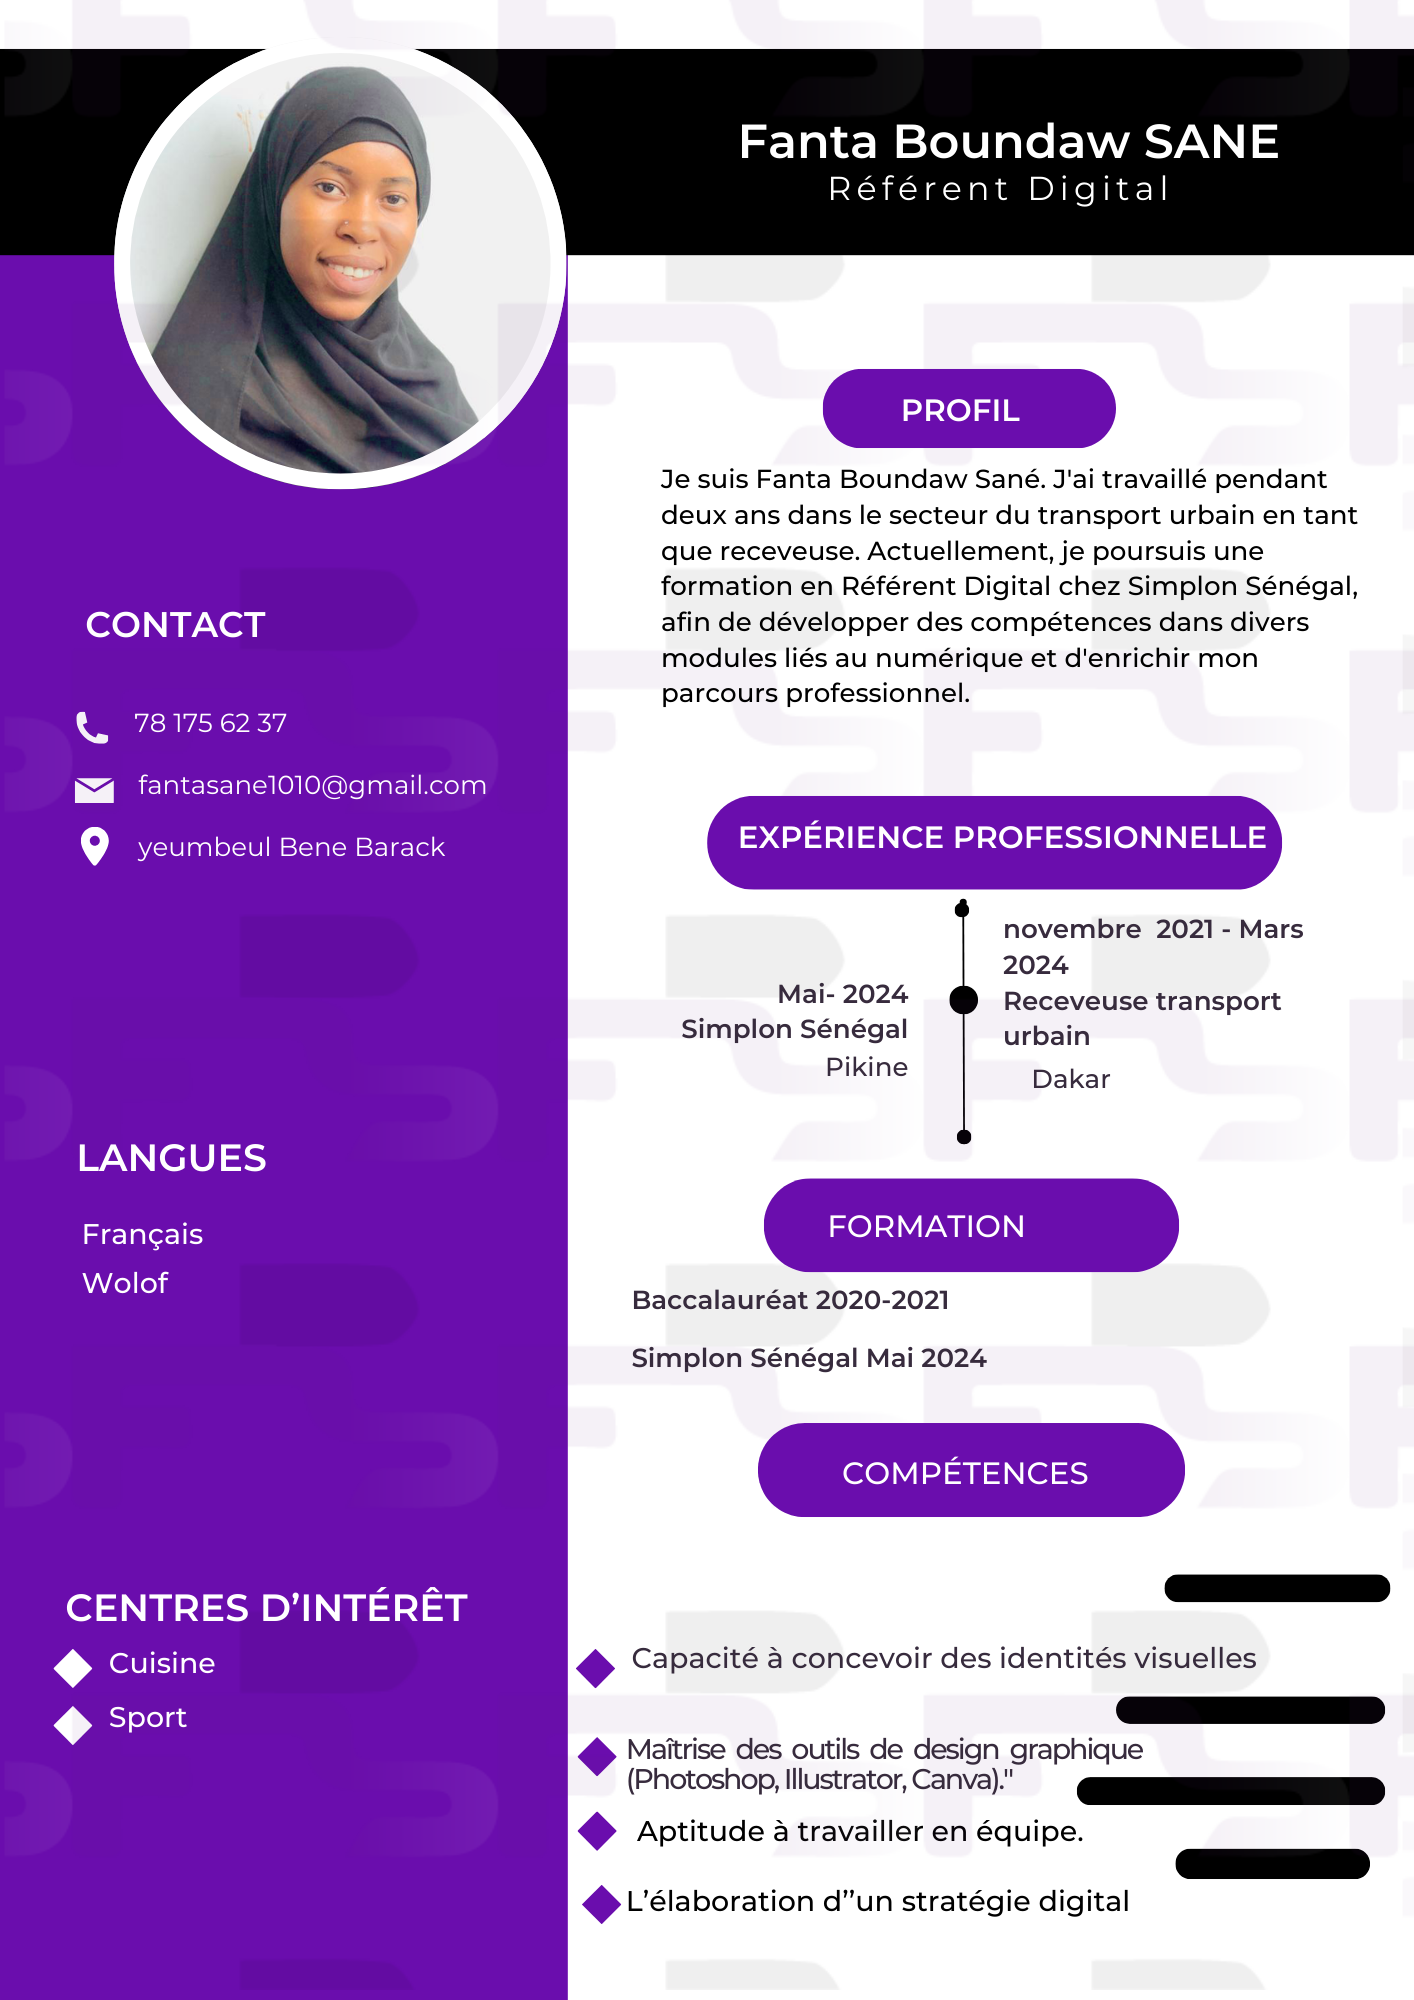 Fanta Boundaw SANE
Référent Digital
CONTACT
78 175 62 37
fantasane1010@gmail.com
yeumbeul Bene Barack
LANGUES
Français
Wolof
CENTRES D’INTÉRÊT
Cuisine
Sport
PROFIL
Je suis Fanta Boundaw Sané. J'ai travaillé pendant
deux ans dans le secteur du transport urbain en tant
que receveuse. Actuellement, je poursuis une
formation en Référent Digital chez Simplon Sénégal,
afin de développer des compétences dans divers
modules liés au numérique et d'enrichir mon
parcours professionnel.
EXPÉRIENCE PROFESSIONNELLE
Mai- 2024
Simplon Sénégal
Pikine
novembre  2021 - Mars
2024
Receveuse transport
urbain
Dakar
FORMATION
Baccalauréat 2020-2021
Simplon Sénégal Mai 2024
COMPÉTENCES
Capacité à concevoir des identités visuelles
Maîtrise des outils de design graphique
(Photoshop, Illustrator, Canva)."
Aptitude à travailler en équipe.
L’élaboration d’’un stratégie digital